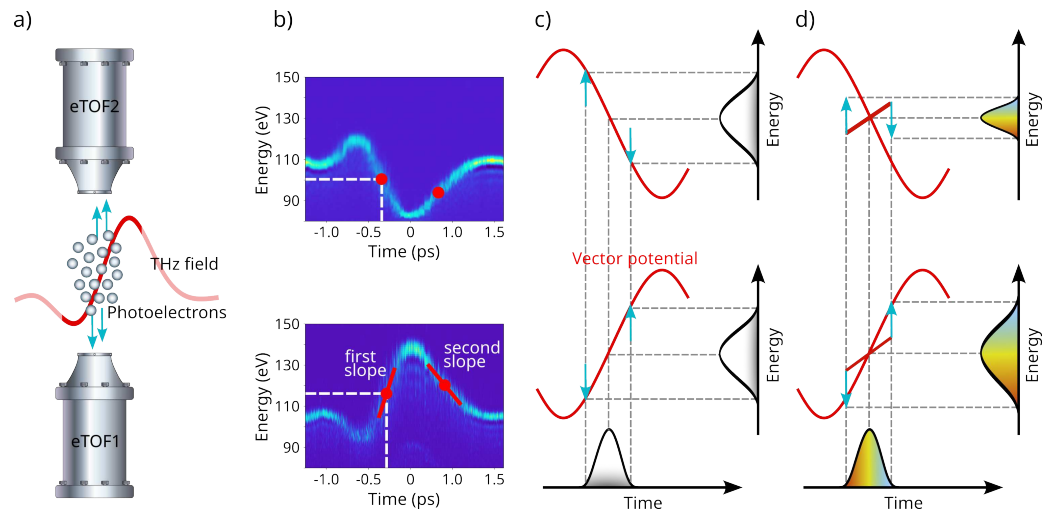 a)
eTOF2
THz field
Photoelectrons
eTOF1
b)
150
130
110
90
Energy (eV)
-1.0 -0.5 0 0.5 1.0 1.5
Time (ps)
150
130
110
90
Energy (eV)
first
slope
second
slope
-1.0 -0.5 0 0.5 1.0 1.5
Time (ps)
c)
Energy
Vector potential
Energy
Time
d)
Energy
Energy
Time